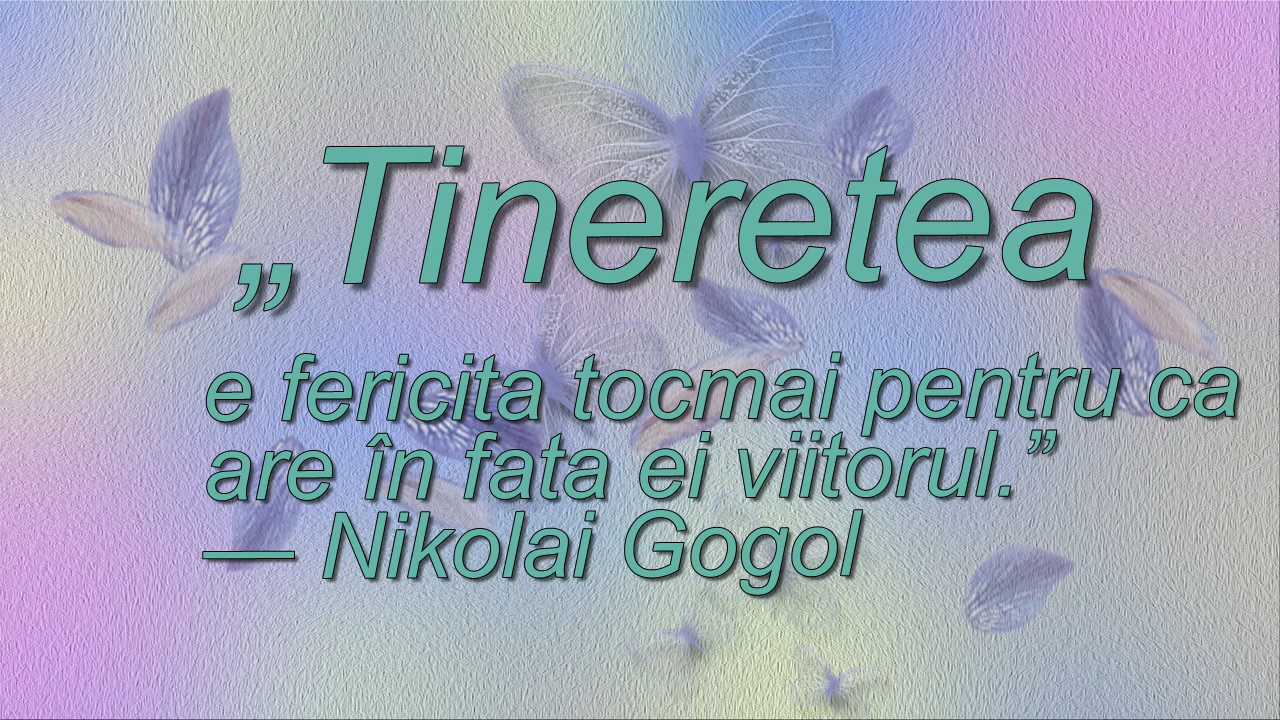 „Tineretea
e fericita tocmai pentru ca
are în fata ei viitorul.”
— Nikolai Gogol